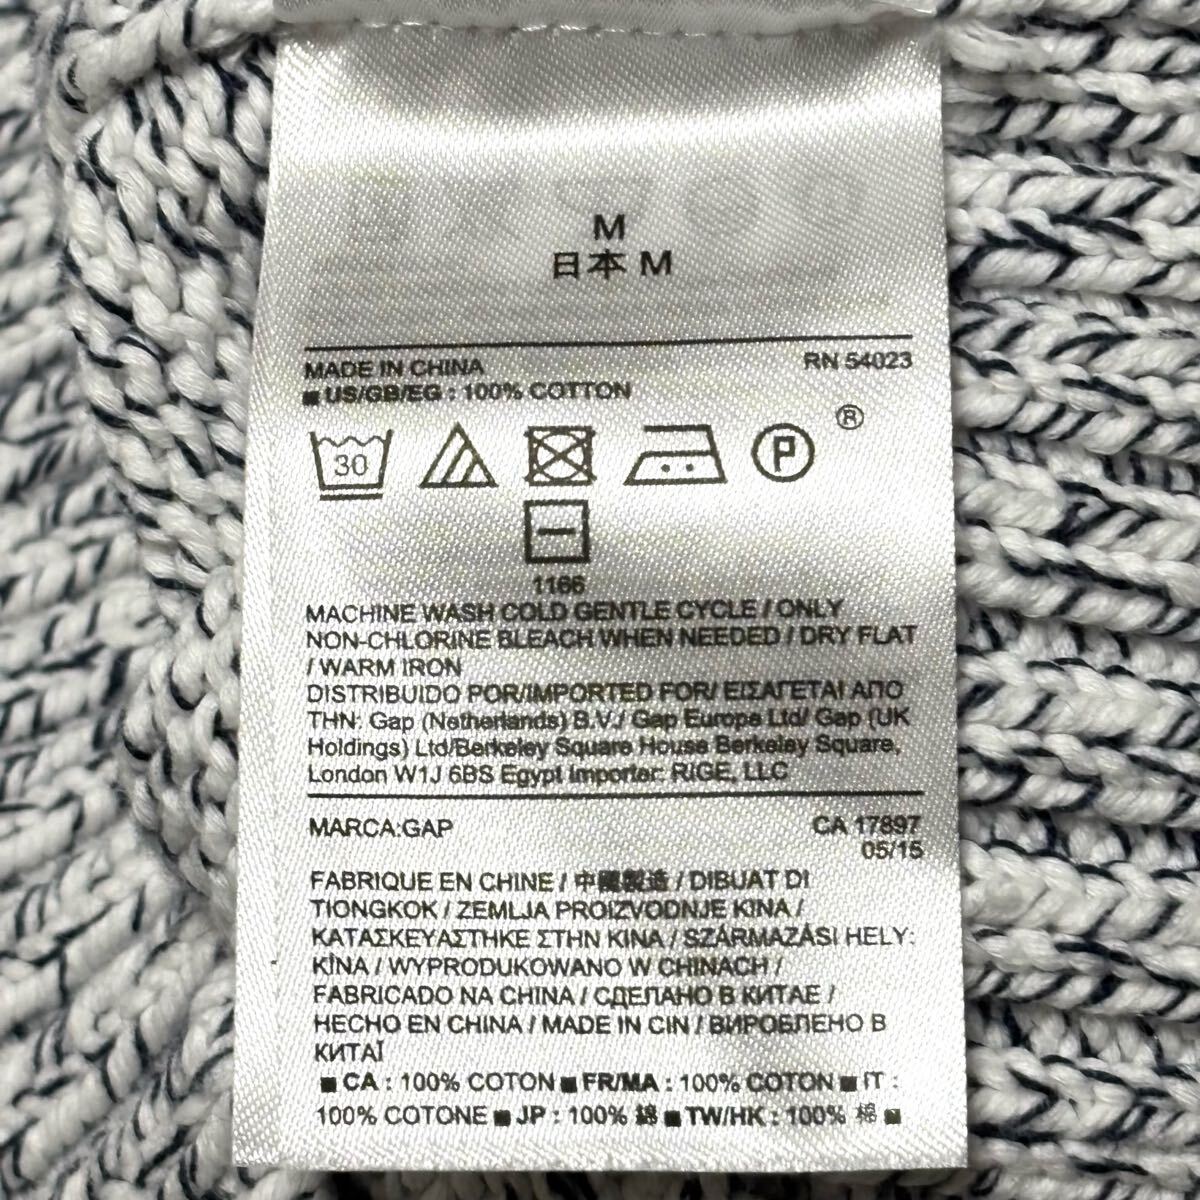 M
日本 M
MADE IN CHINA RN 54023
■ US/GB/EG : 100% COTTON
30 P ®
1166
MACHINE WASH COLD GENTLE CYCLE / ONLY
NON-CHLORINE BLEACH WHEN NEEDED / DRY FLAT
/ WARM IRON
DISTRIBUIDO POR/IMPORTED FOR/ ΕΙΣΑΓΕΤΑΙ ΑΠΟ
ΤΗΝ: Gap (Netherlands) B.V./ Gap Europe Ltd/ Gap (UK
Holdings) Ltd/Berkeley Square House Berkeley Square,
London W1J 6BS Egypt Importer: RIGE, LLC
MARCA:GAP CA 17897
05/15
FABRIQUE EN CHINE / 中國製造 / DIBUAT DI
TIONGKOK / ZEMLJA PROIZVODNJE KINA /
ΚΑΤΑΣΚΕΥΑΣΤΗΚΕ ΣΤΗΝ ΚΙΝΑ / SZÁRMAZÁSI HELY:
KÍNA / WYPRODUKOWANO W CHINACH /
FABRICADO NA CHINA / СДЕЛАНО В КИТАЕ /
HECHO EN CHINA / MADE IN CIN / ВИРОБЛЕНО В
КИТАЇ
■ CA : 100% COTON ■ FR/MA : 100% COTON ■ IT :
100% COTONE ■ JP : 100% 綿 ■ TW/HK : 100% 棉 ■